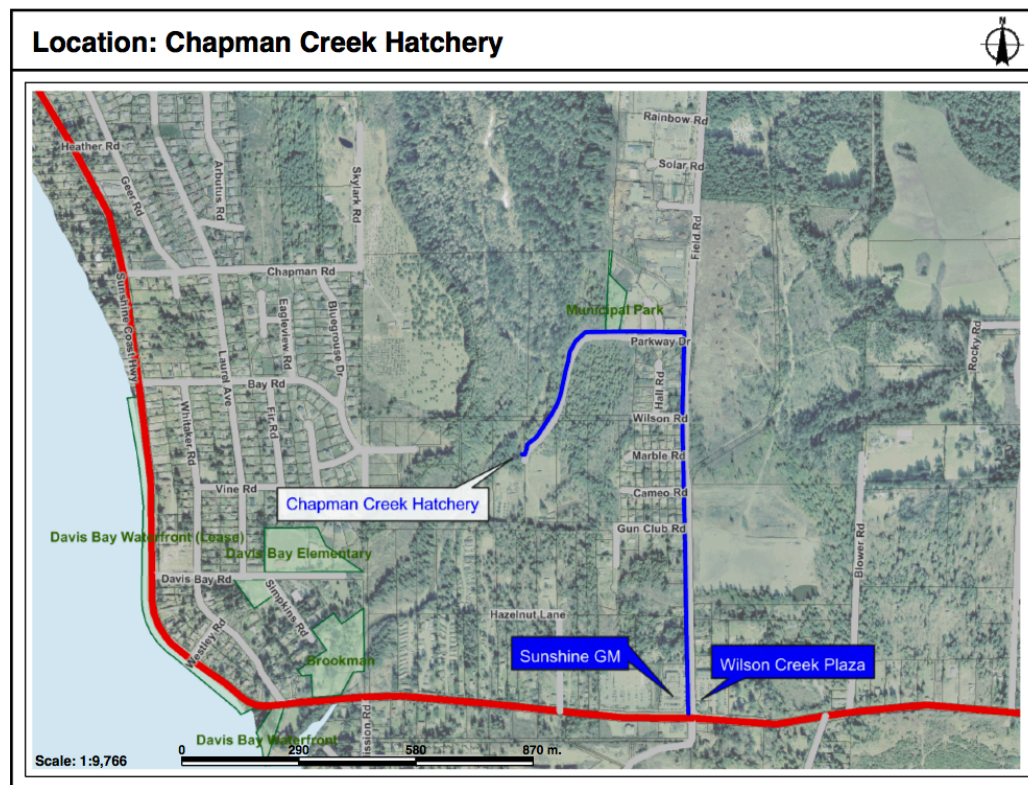 Location: Chapman Creek Hatchery
N
Rainbow Rd
Heather Rd
Solar Rd
Geer Rd
Arbutus Rd
Skylark Rd
Field Rd
Chapman Rd
Sunshine Coast Hwy
Eagleview Rd
Bluegrouse Dr
Municipal Park
Parkway Dr
Rocky Rd
Laurel Ave
Bay Rd
Hall Rd
Whitaker Rd
Fir Rd
Wilson Rd
Marble Rd
Vine Rd
Chapman Creek Hatchery
Cameo Rd
Gun Club Rd
Blower Rd
Davis Bay Waterfront (Lease)
Davis Bay Elementary
Davis Bay Rd
Simpkins Rd
Hazelnut Lane
Westley Rd
Brookman
Sunshine GM
Wilson Creek Plaza
ission Rd
Davis Bay Waterfront
0 290 580 870 m.
Scale: 1:9,766